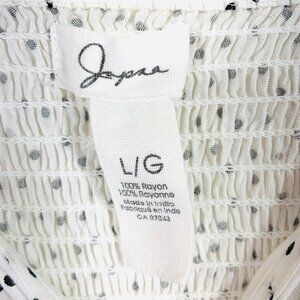 Japna
L/G
100% Rayon
100% Rayonne
Made in India
Fabriqué en Inde
CA 07043